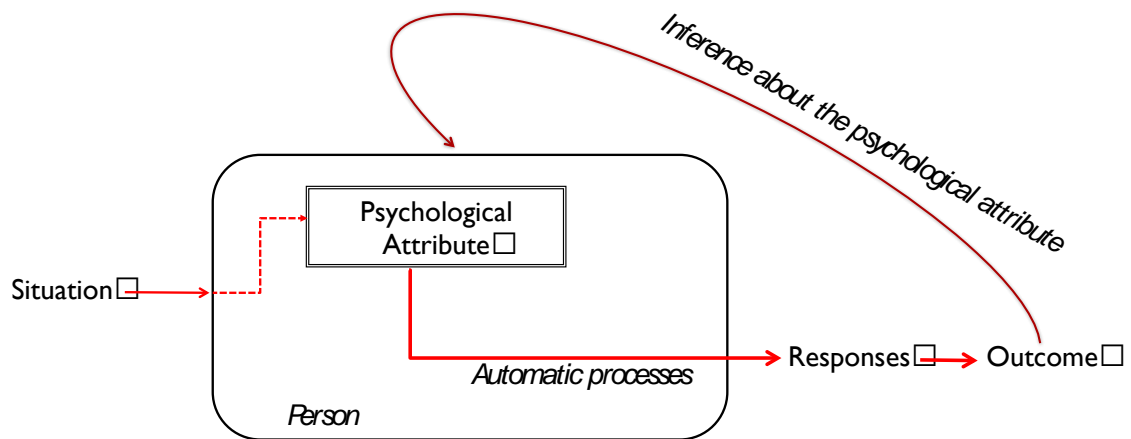 Inference about the psychological attribute
Psychological
Attribute□
Situation□
Responses□
Outcome□
Automatic processes
Person